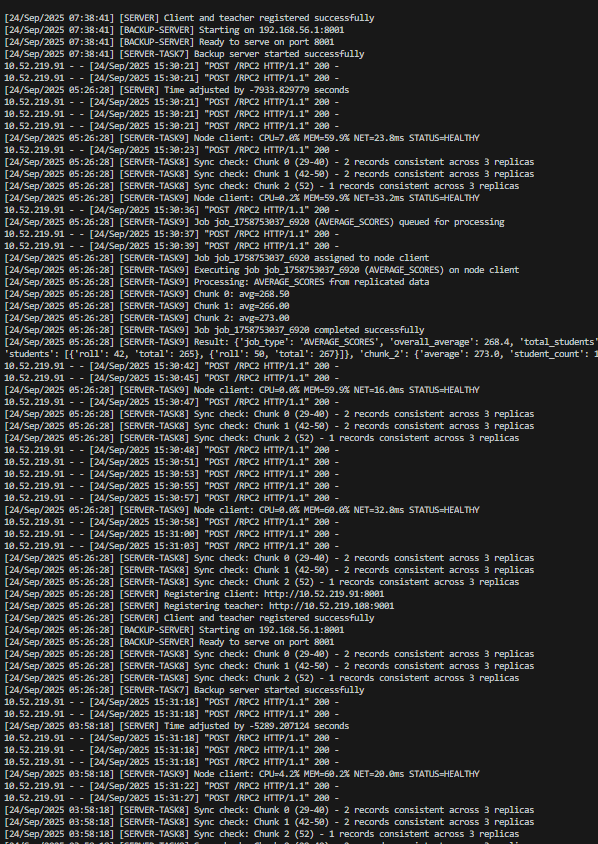 [24/Sep/2025 07:38:41] [SERVER] Client and teacher registered successfully
[24/Sep/2025 07:38:41] [BACKUP-SERVER] Starting on 192.168.56.1:8001
[24/Sep/2025 07:38:41] [BACKUP-SERVER] Ready to serve on port 8001
[24/Sep/2025 07:38:41] [SERVER-TASK7] Backup server started successfully
10.52.219.91 - - [24/Sep/2025 15:30:21] "POST /RPC2 HTTP/1.1" 200 -
10.52.219.91 - - [24/Sep/2025 15:30:21] "POST /RPC2 HTTP/1.1" 200 -
[24/Sep/2025 05:26:28] [SERVER] Time adjusted by -7933.829779 seconds
10.52.219.91 - - [24/Sep/2025 15:30:21] "POST /RPC2 HTTP/1.1" 200 -
10.52.219.91 - - [24/Sep/2025 15:30:21] "POST /RPC2 HTTP/1.1" 200 -
10.52.219.91 - - [24/Sep/2025 15:30:21] "POST /RPC2 HTTP/1.1" 200 -
[24/Sep/2025 05:26:28] [SERVER-TASK9] Node client: CPU=7.0% MEM=59.9% NET=23.8ms STATUS=HEALTHY
10.52.219.91 - - [24/Sep/2025 15:30:23] "POST /RPC2 HTTP/1.1" 200 -
[24/Sep/2025 05:26:28] [SERVER-TASK8] Sync check: Chunk 0 (29-40) - 2 records consistent across 3 replicas
[24/Sep/2025 05:26:28] [SERVER-TASK8] Sync check: Chunk 1 (42-50) - 2 records consistent across 3 replicas
[24/Sep/2025 05:26:28] [SERVER-TASK8] Sync check: Chunk 2 (52) - 1 records consistent across 3 replicas
[24/Sep/2025 05:26:28] [SERVER-TASK9] Node client: CPU=0.2% MEM=59.9% NET=33.2ms STATUS=HEALTHY
10.52.219.91 - - [24/Sep/2025 15:30:36] "POST /RPC2 HTTP/1.1" 200 -
[24/Sep/2025 05:26:28] [SERVER-TASK9] Job job_1758753037_6920 (AVERAGE_SCORES) queued for processing
10.52.219.91 - - [24/Sep/2025 15:30:37] "POST /RPC2 HTTP/1.1" 200 -
10.52.219.91 - - [24/Sep/2025 15:30:39] "POST /RPC2 HTTP/1.1" 200 -
[24/Sep/2025 05:26:28] [SERVER-TASK9] Job job_1758753037_6920 assigned to node client
[24/Sep/2025 05:26:28] [SERVER-TASK9] Executing job job_1758753037_6920 (AVERAGE_SCORES) on node client
[24/Sep/2025 05:26:28] [SERVER-TASK9] Processing: AVERAGE_SCORES from replicated data
[24/Sep/2025 05:26:28] [SERVER-TASK9] Chunk 0: avg=268.50
[24/Sep/2025 05:26:28] [SERVER-TASK9] Chunk 1: avg=266.00
[24/Sep/2025 05:26:28] [SERVER-TASK9] Chunk 2: avg=273.00
[24/Sep/2025 05:26:28] [SERVER-TASK9] Job job_1758753037_6920 completed successfully
[24/Sep/2025 05:26:28] [SERVER-TASK9] Result: {'job_type': 'AVERAGE_SCORES', 'overall_average': 268.4, 'total_students'
'students': [{'roll': 42, 'total': 265}, {'roll': 50, 'total': 267}]}, 'chunk_2': {'average': 273.0, 'student_count': 1
10.52.219.91 - - [24/Sep/2025 15:30:42] "POST /RPC2 HTTP/1.1" 200 -
10.52.219.91 - - [24/Sep/2025 15:30:45] "POST /RPC2 HTTP/1.1" 200 -
[24/Sep/2025 05:26:28] [SERVER-TASK9] Node client: CPU=0.0% MEM=59.9% NET=16.0ms STATUS=HEALTHY
10.52.219.91 - - [24/Sep/2025 15:30:47] "POST /RPC2 HTTP/1.1" 200 -
[24/Sep/2025 05:26:28] [SERVER-TASK8] Sync check: Chunk 0 (29-40) - 2 records consistent across 3 replicas
[24/Sep/2025 05:26:28] [SERVER-TASK8] Sync check: Chunk 1 (42-50) - 2 records consistent across 3 replicas
[24/Sep/2025 05:26:28] [SERVER-TASK8] Sync check: Chunk 2 (52) - 1 records consistent across 3 replicas
10.52.219.91 - - [24/Sep/2025 15:30:48] "POST /RPC2 HTTP/1.1" 200 -
10.52.219.91 - - [24/Sep/2025 15:30:51] "POST /RPC2 HTTP/1.1" 200 -
10.52.219.91 - - [24/Sep/2025 15:30:53] "POST /RPC2 HTTP/1.1" 200 -
10.52.219.91 - - [24/Sep/2025 15:30:55] "POST /RPC2 HTTP/1.1" 200 -
10.52.219.91 - - [24/Sep/2025 15:30:57] "POST /RPC2 HTTP/1.1" 200 -
[24/Sep/2025 05:26:28] [SERVER-TASK9] Node client: CPU=0.0% MEM=60.0% NET=32.8ms STATUS=HEALTHY
10.52.219.91 - - [24/Sep/2025 15:30:58] "POST /RPC2 HTTP/1.1" 200 -
10.52.219.91 - - [24/Sep/2025 15:31:00] "POST /RPC2 HTTP/1.1" 200 -
10.52.219.91 - - [24/Sep/2025 15:31:03] "POST /RPC2 HTTP/1.1" 200 -
[24/Sep/2025 05:26:28] [SERVER-TASK8] Sync check: Chunk 0 (29-40) - 2 records consistent across 3 replicas
[24/Sep/2025 05:26:28] [SERVER-TASK8] Sync check: Chunk 1 (42-50) - 2 records consistent across 3 replicas
[24/Sep/2025 05:26:28] [SERVER-TASK8] Sync check: Chunk 2 (52) - 1 records consistent across 3 replicas
[24/Sep/2025 05:26:28] [SERVER] Registering client: http://10.52.219.91:8001
[24/Sep/2025 05:26:28] [SERVER] Registering teacher: http://10.52.219.108:9001
[24/Sep/2025 05:26:28] [SERVER] Client and teacher registered successfully
[24/Sep/2025 05:26:28] [BACKUP-SERVER] Starting on 192.168.56.1:8001
[24/Sep/2025 05:26:28] [BACKUP-SERVER] Ready to serve on port 8001
[24/Sep/2025 05:26:28] [SERVER-TASK8] Sync check: Chunk 0 (29-40) - 2 records consistent across 3 replicas
[24/Sep/2025 05:26:28] [SERVER-TASK8] Sync check: Chunk 1 (42-50) - 2 records consistent across 3 replicas
[24/Sep/2025 05:26:28] [SERVER-TASK8] Sync check: Chunk 2 (52) - 1 records consistent across 3 replicas
[24/Sep/2025 05:26:28] [SERVER-TASK7] Backup server started successfully
10.52.219.91 - - [24/Sep/2025 15:31:18] "POST /RPC2 HTTP/1.1" 200 -
10.52.219.91 - - [24/Sep/2025 15:31:18] "POST /RPC2 HTTP/1.1" 200 -
[24/Sep/2025 03:58:18] [SERVER] Time adjusted by -5289.207124 seconds
10.52.219.91 - - [24/Sep/2025 15:31:18] "POST /RPC2 HTTP/1.1" 200 -
10.52.219.91 - - [24/Sep/2025 15:31:18] "POST /RPC2 HTTP/1.1" 200 -
10.52.219.91 - - [24/Sep/2025 15:31:18] "POST /RPC2 HTTP/1.1" 200 -
[24/Sep/2025 03:58:18] [SERVER-TASK9] Node client: CPU=4.2% MEM=60.2% NET=20.0ms STATUS=HEALTHY
10.52.219.91 - - [24/Sep/2025 15:31:22] "POST /RPC2 HTTP/1.1" 200 -
10.52.219.91 - - [24/Sep/2025 15:31:27] "POST /RPC2 HTTP/1.1" 200 -
[24/Sep/2025 03:58:18] [SERVER-TASK8] Sync check: Chunk 0 (29-40) - 2 records consistent across 3 replicas
[24/Sep/2025 03:58:18] [SERVER-TASK8] Sync check: Chunk 1 (42-50) - 2 records consistent across 3 replicas
[24/Sep/2025 03:58:18] [SERVER-TASK8] Sync check: Chunk 2 (52) - 1 records consistent across 3 replicas